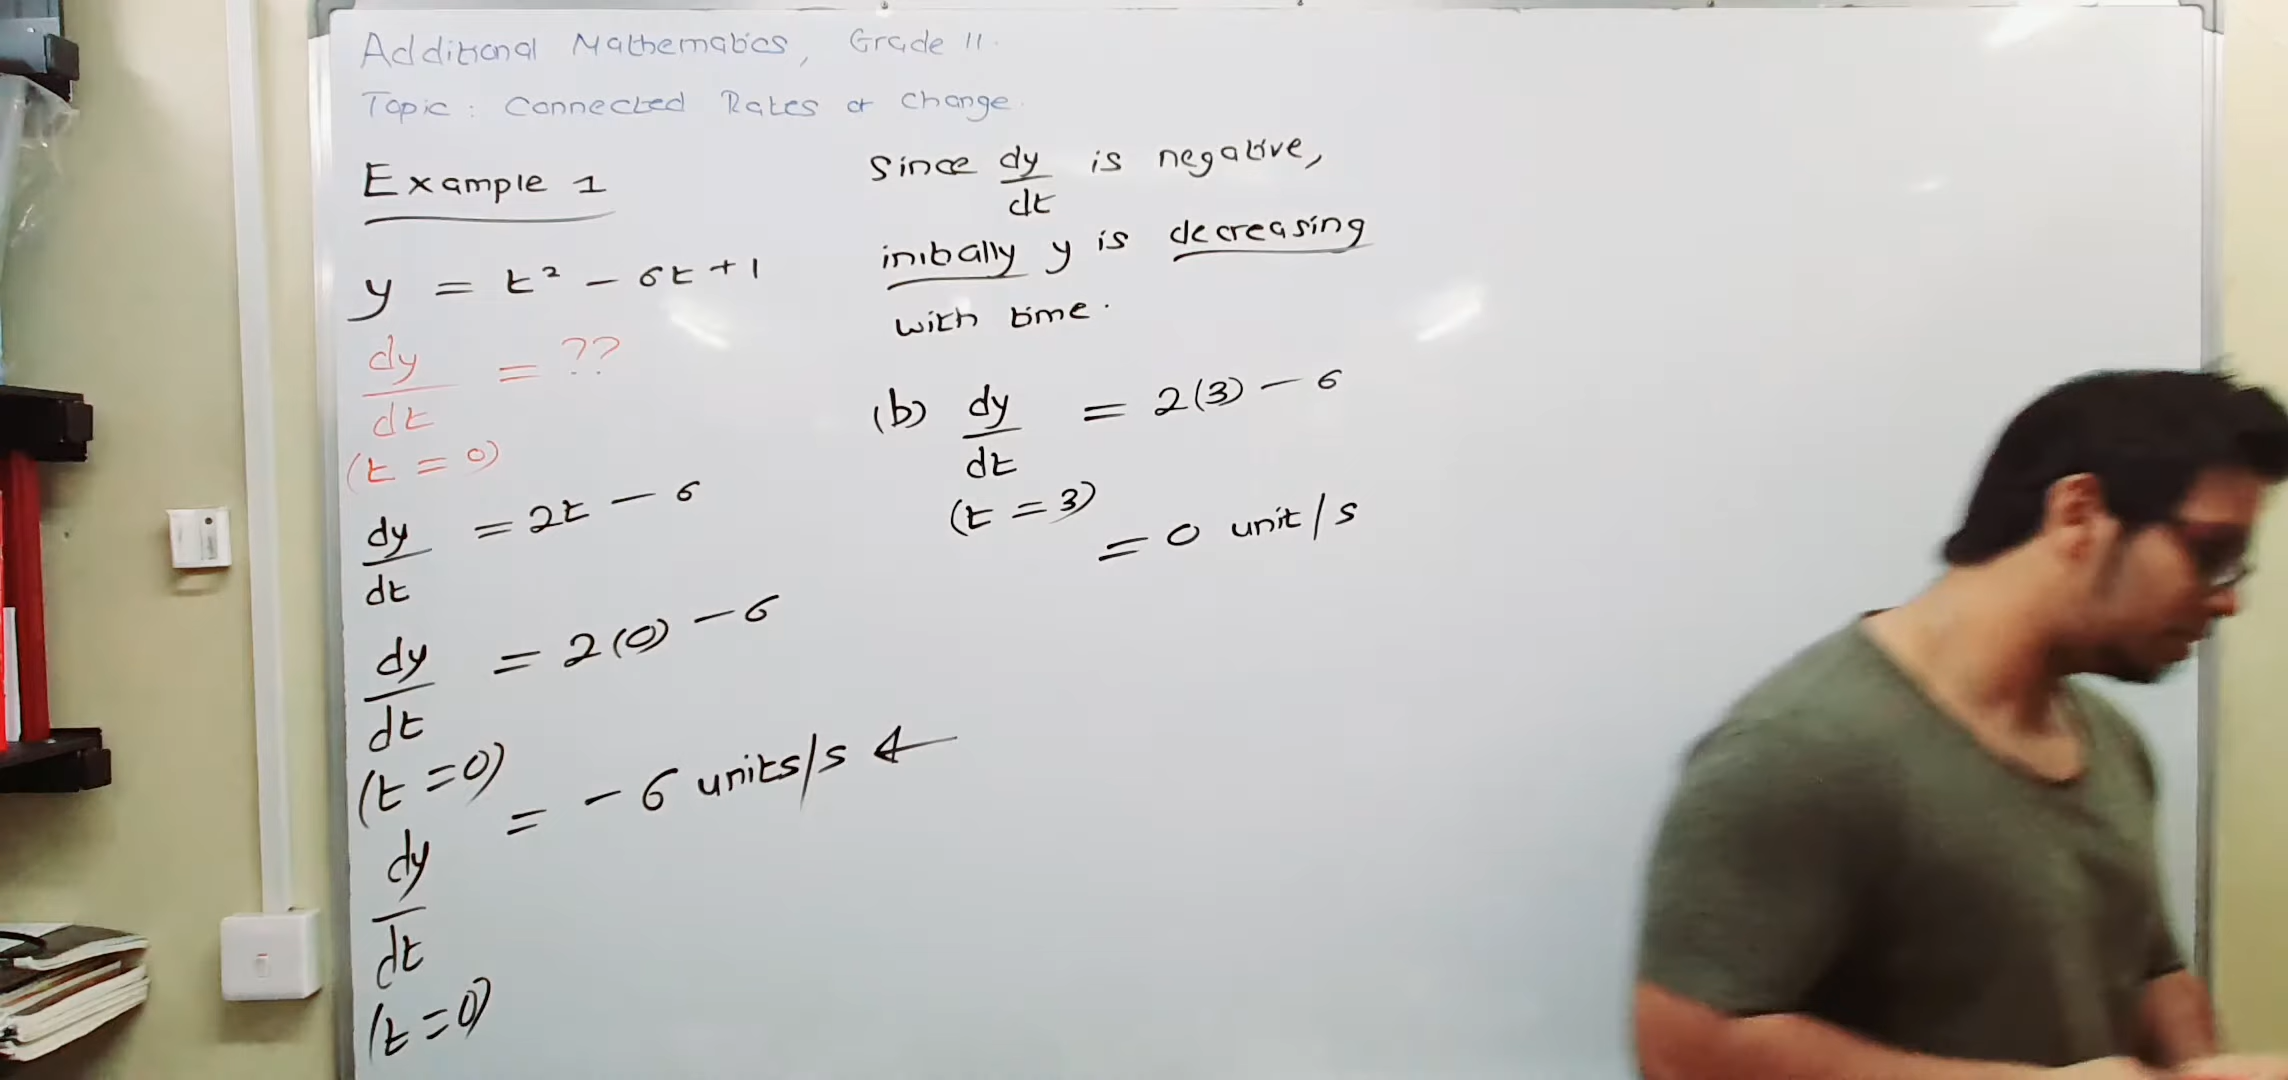 Additional Mathematics, Grade 11.
Topic: Connected Rates of Change.
Example 1
y = t² - 6t + 1
dy/dt = ??
(t = 0)
dy/dt = 2t - 6
dy/dt = 2(0) - 6
(t = 0)
dy/dt = - 6 units/s ←
(t = 0)
Since dy/dt is negative,
initially y is decreasing
with time.
(b) dy/dt = 2(3) - 6
(t = 3)
= 0 unit/s